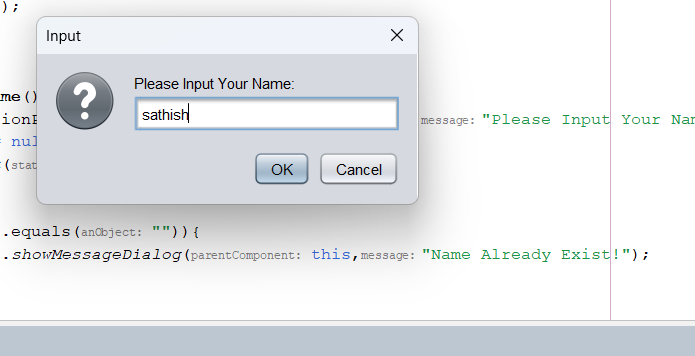 );
Input
Please Input Your Name:
me()
sathish
ionP
message: "Please Input Your Nam
= nul
(stat
OK
Cancel
.equals(anObject: "")){
.showMessageDialog(parentComponent: this,message: "Name Already Exist!");